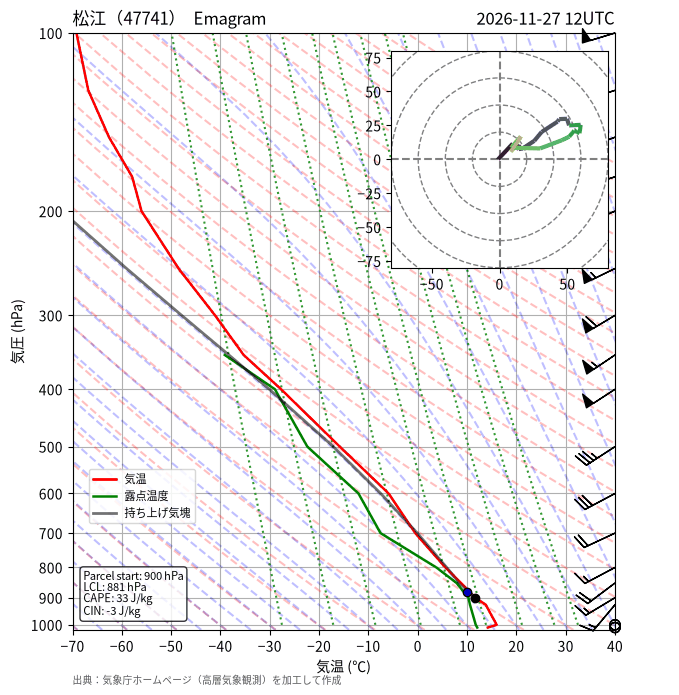 松江（47741） Emagram
2026-11-27 12UTC
100
200
300
400
500
600
700
800
900
1000
気圧 (hPa)
75
50
25
0
−25
−50
−75
−50
0
50
気温
露点温度
持ち上げ気塊
Parcel start: 900 hPa
LCL: 881 hPa
CAPE: 33 J/kg
CIN: -3 J/kg
−70
−60
−50
−40
−30
−20
−10
0
10
20
30
40
気温 (℃)
出典：気象庁ホームページ（高層気象観測）を加工して作成